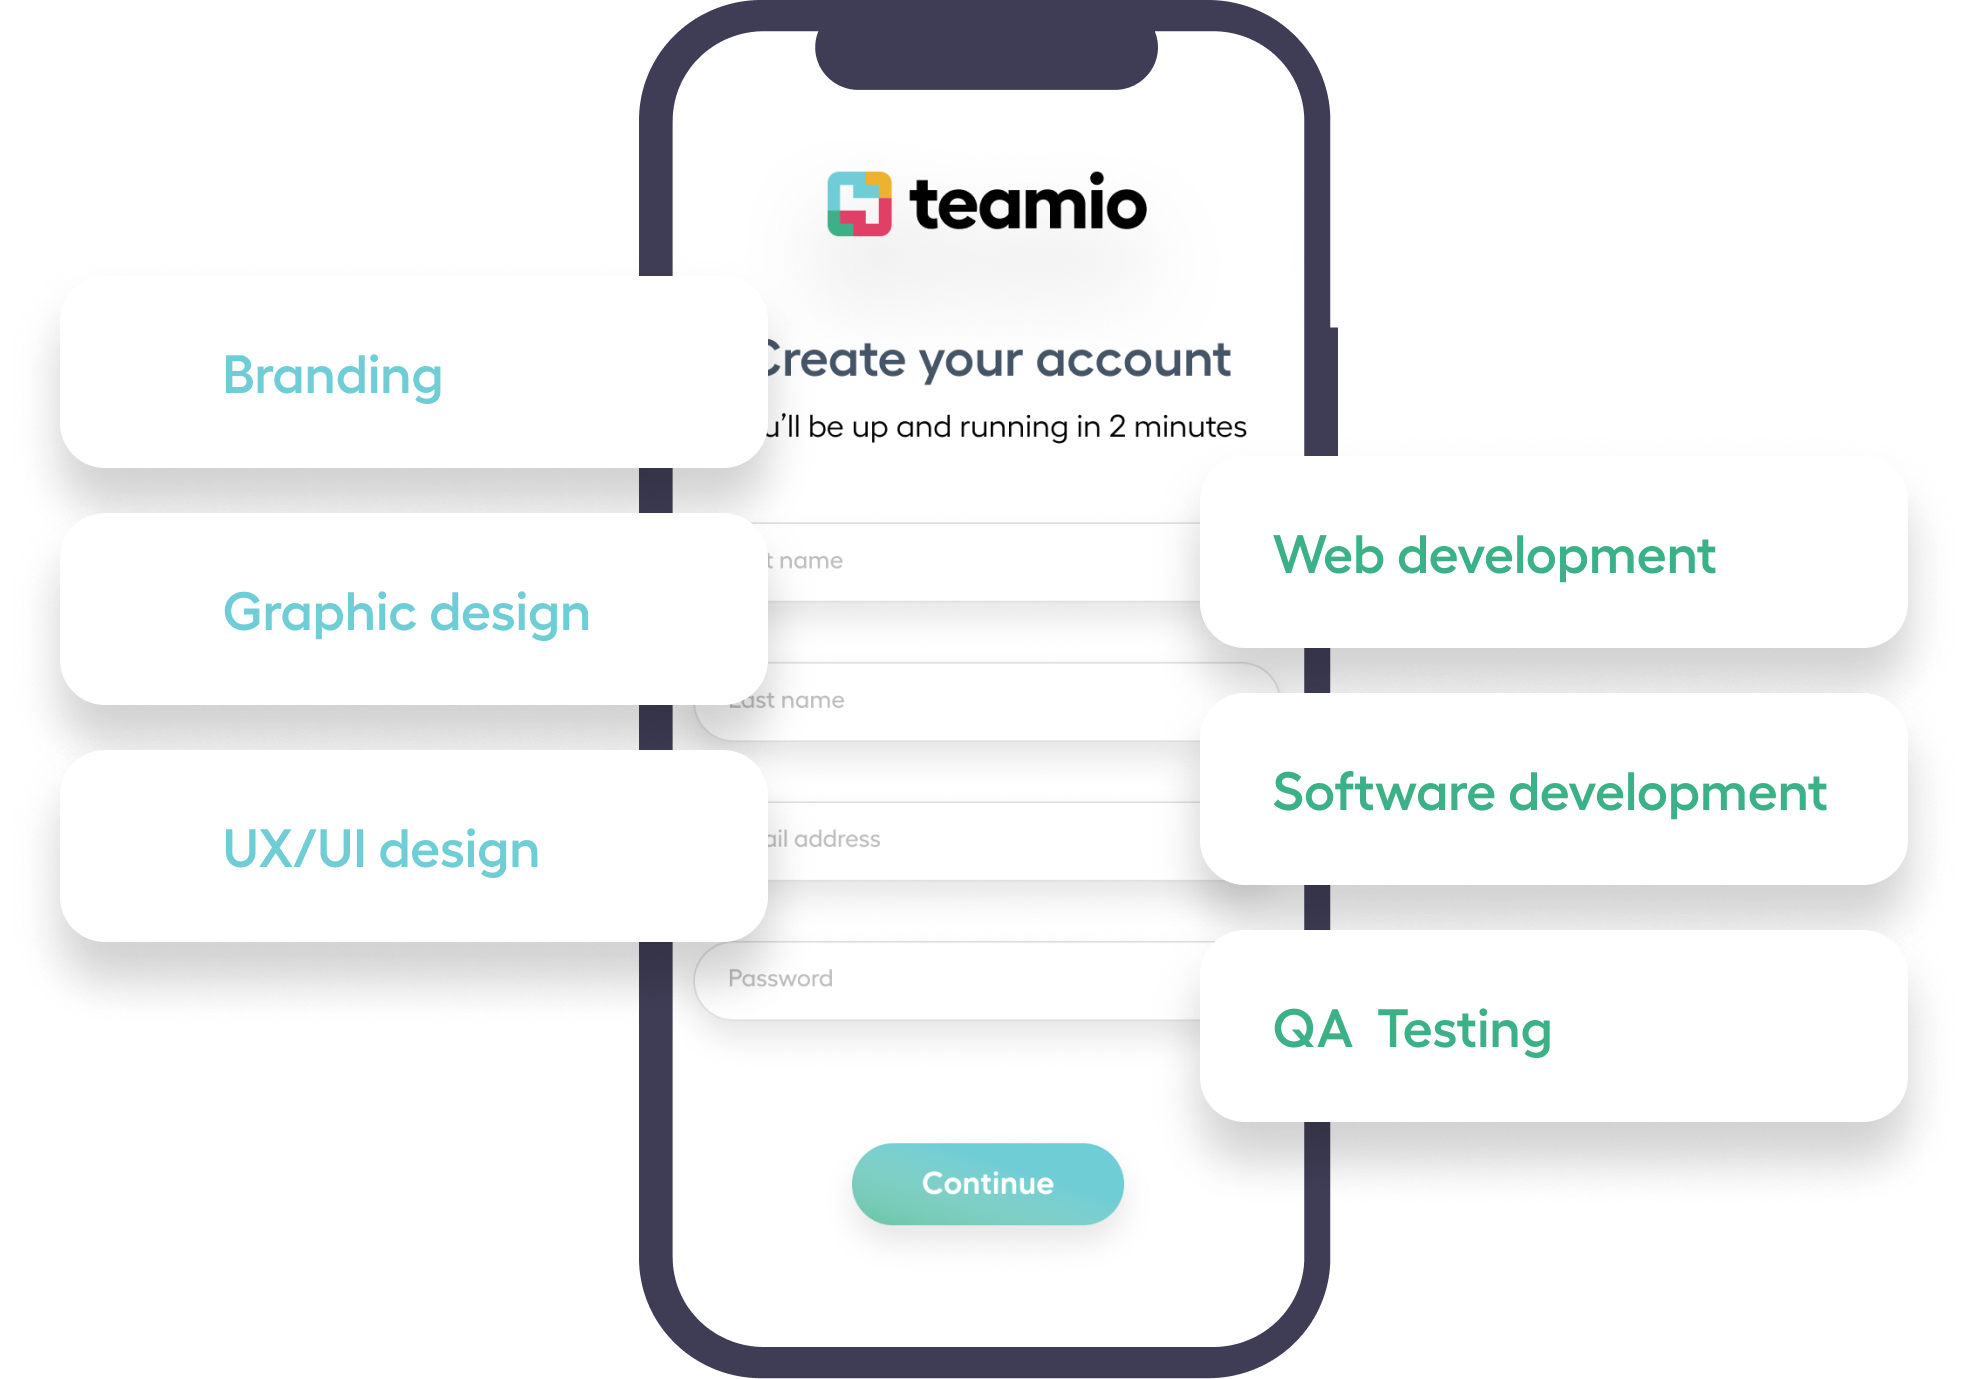 teamio
Create your account
u'll be up and running in 2 minutes
Branding
Graphic design
UX/UI design
t name
Last name
ail address
Password
Continue
Web development
Software development
QA  Testing